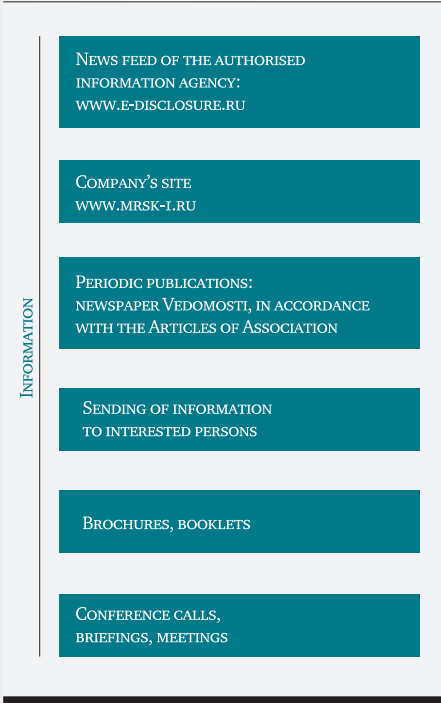 Information
News feed of the authorised
information agency:
www.e-disclosure.ru
Company's site
www.mrsk-1.ru
Periodic publications:
newspaper Vedomosti, in accordance
with the Articles of Association
Sending of information
to interested persons
Brochures, booklets
Conference calls,
briefings, meetings